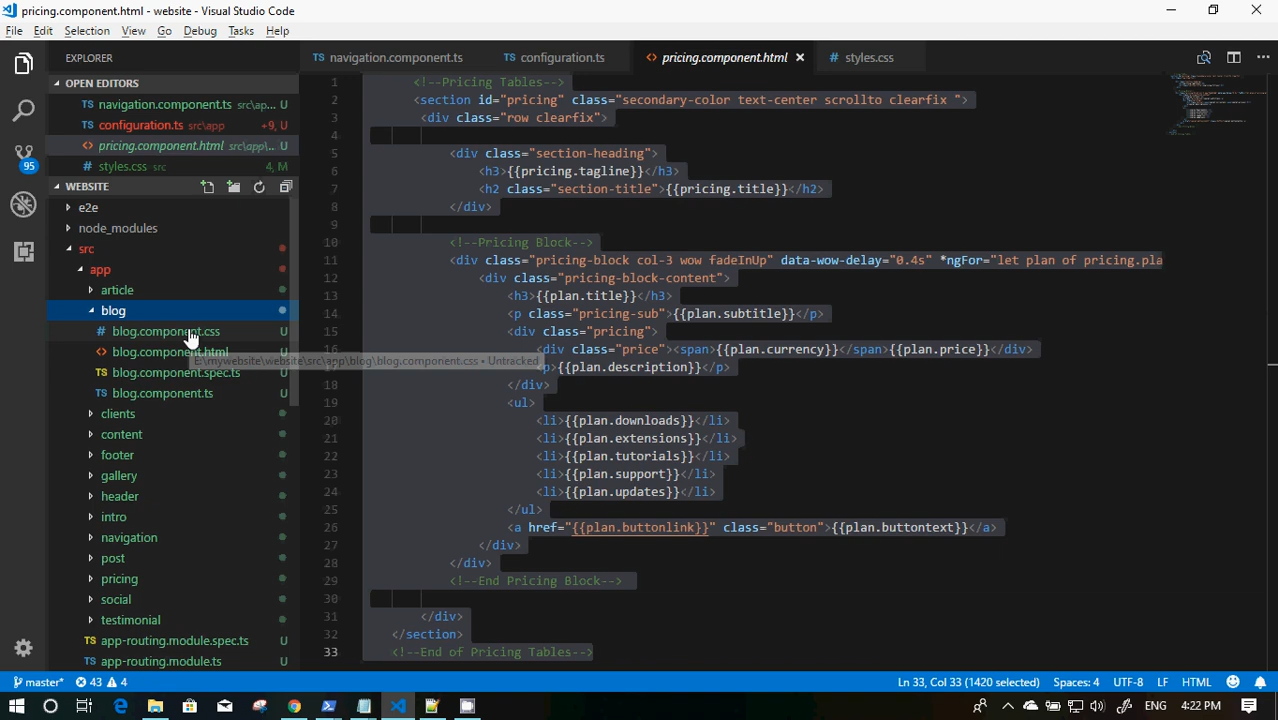 pricing.component.html - website - Visual Studio Code
File Edit Selection View Go Debug Tasks Help
EXPLORER
navigation.component.ts
configuration.ts
pricing.component.html
styles.css
OPEN EDITORS
navigation.component.ts src\ap... U
configuration.ts src\app +9, U
pricing.component.html src\app\... U
styles.css src 4, M
WEBSITE
e2e
node_modules
src
app
article
blog
blog.component.css U
blog.component.html U
blog.component.spec.ts U
blog.component.ts U
clients
content
footer
gallery
header
intro
navigation
post
pricing
social
testimonial
app-routing.module.spec.ts U
app-routing.module.ts U
95
E:\mywebsite\website\src\app\blog\blog.component.css • Untracked
1 <!--Pricing Tables-->
2 <section id="pricing" class="secondary-color text-center scrollto clearfix ">
3 <div class="row clearfix">
4
5 <div class="section-heading">
6 <h3>{{pricing.tagline}}</h3>
7 <h2 class="section-title">{{pricing.title}}</h2>
8 </div>
9
10 <!--Pricing Block-->
11 <div class="pricing-block col-3 wow fadeInUp" data-wow-delay="0.4s" *ngFor="let plan of pricing.pla
12 <div class="pricing-block-content">
13 <h3>{{plan.title}}</h3>
14 <p class="pricing-sub">{{plan.subtitle}}</p>
15 <div class="pricing">
16 <div class="price"><span>{{plan.currency}}</span>{{plan.price}}</div>
p>{{plan.description}}</p>
18 </div>
19 <ul>
20 <li>{{plan.downloads}}</li>
21 <li>{{plan.extensions}}</li>
22 <li>{{plan.tutorials}}</li>
23 <li>{{plan.support}}</li>
24 <li>{{plan.updates}}</li>
25 </ul>
26 <a href="{{plan.buttonlink}}" class="button">{{plan.buttontext}}</a>
27 </div>
28 </div>
29 <!--End Pricing Block-->
30
31 </div>
32 </section>
33 <!--End of Pricing Tables-->
master* 43 4 Ln 33, Col 33 (1420 selected) Spaces: 4 UTF-8 LF HTML
ENG 4:22 PM